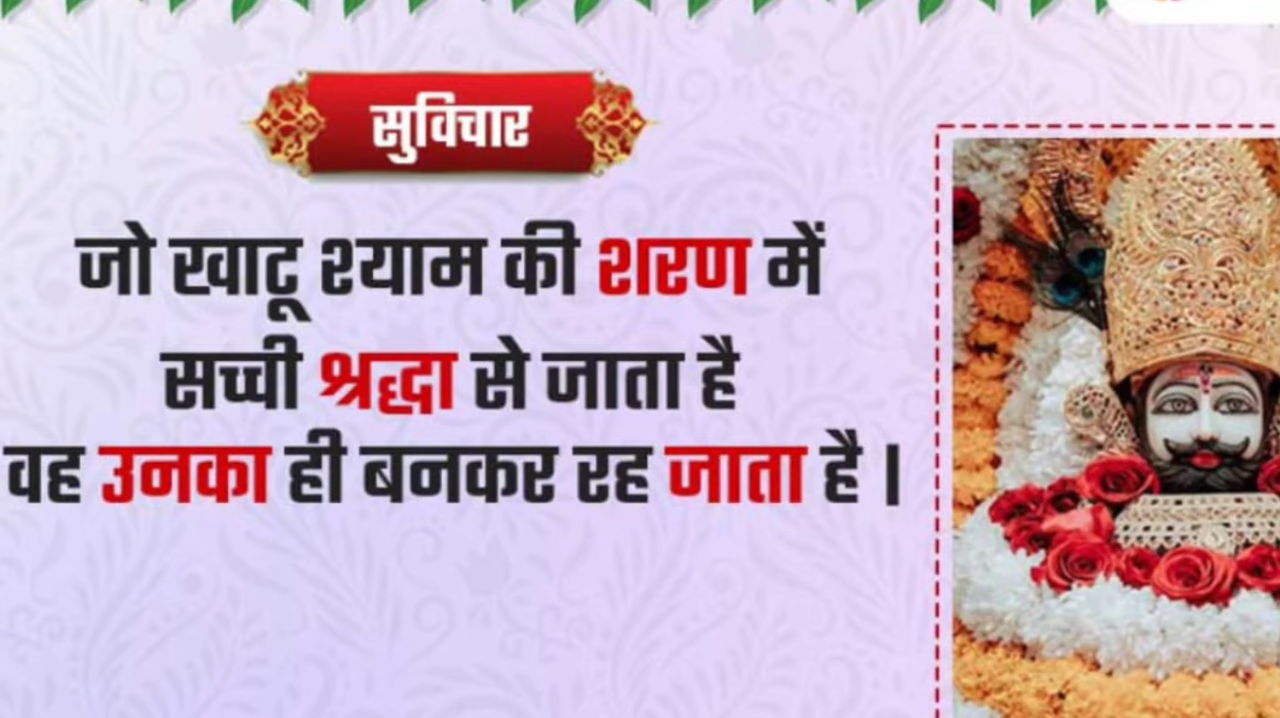 सुविचार
जो खाटू श्याम की शरण में
सच्ची श्रद्धा से जाता है
वह उनका ही बनकर रह जाता है ।